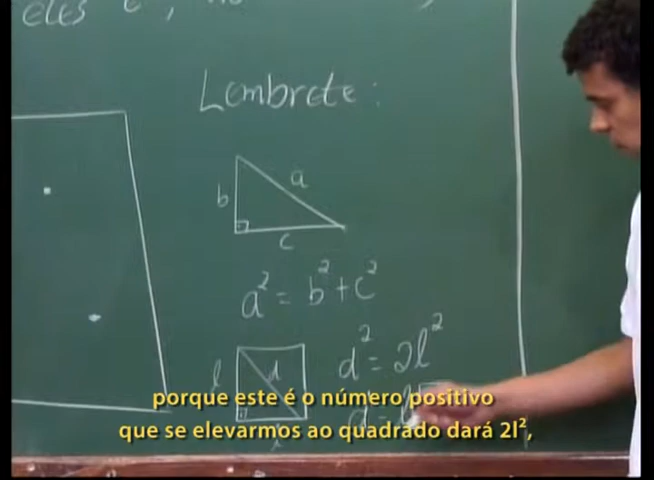 eles
Lembrete:
b
a
c
a² = b² + c²
l
d
d² = 2l²
d = l
porque este é o número positivo
que se elevarmos ao quadrado dará 2l²,